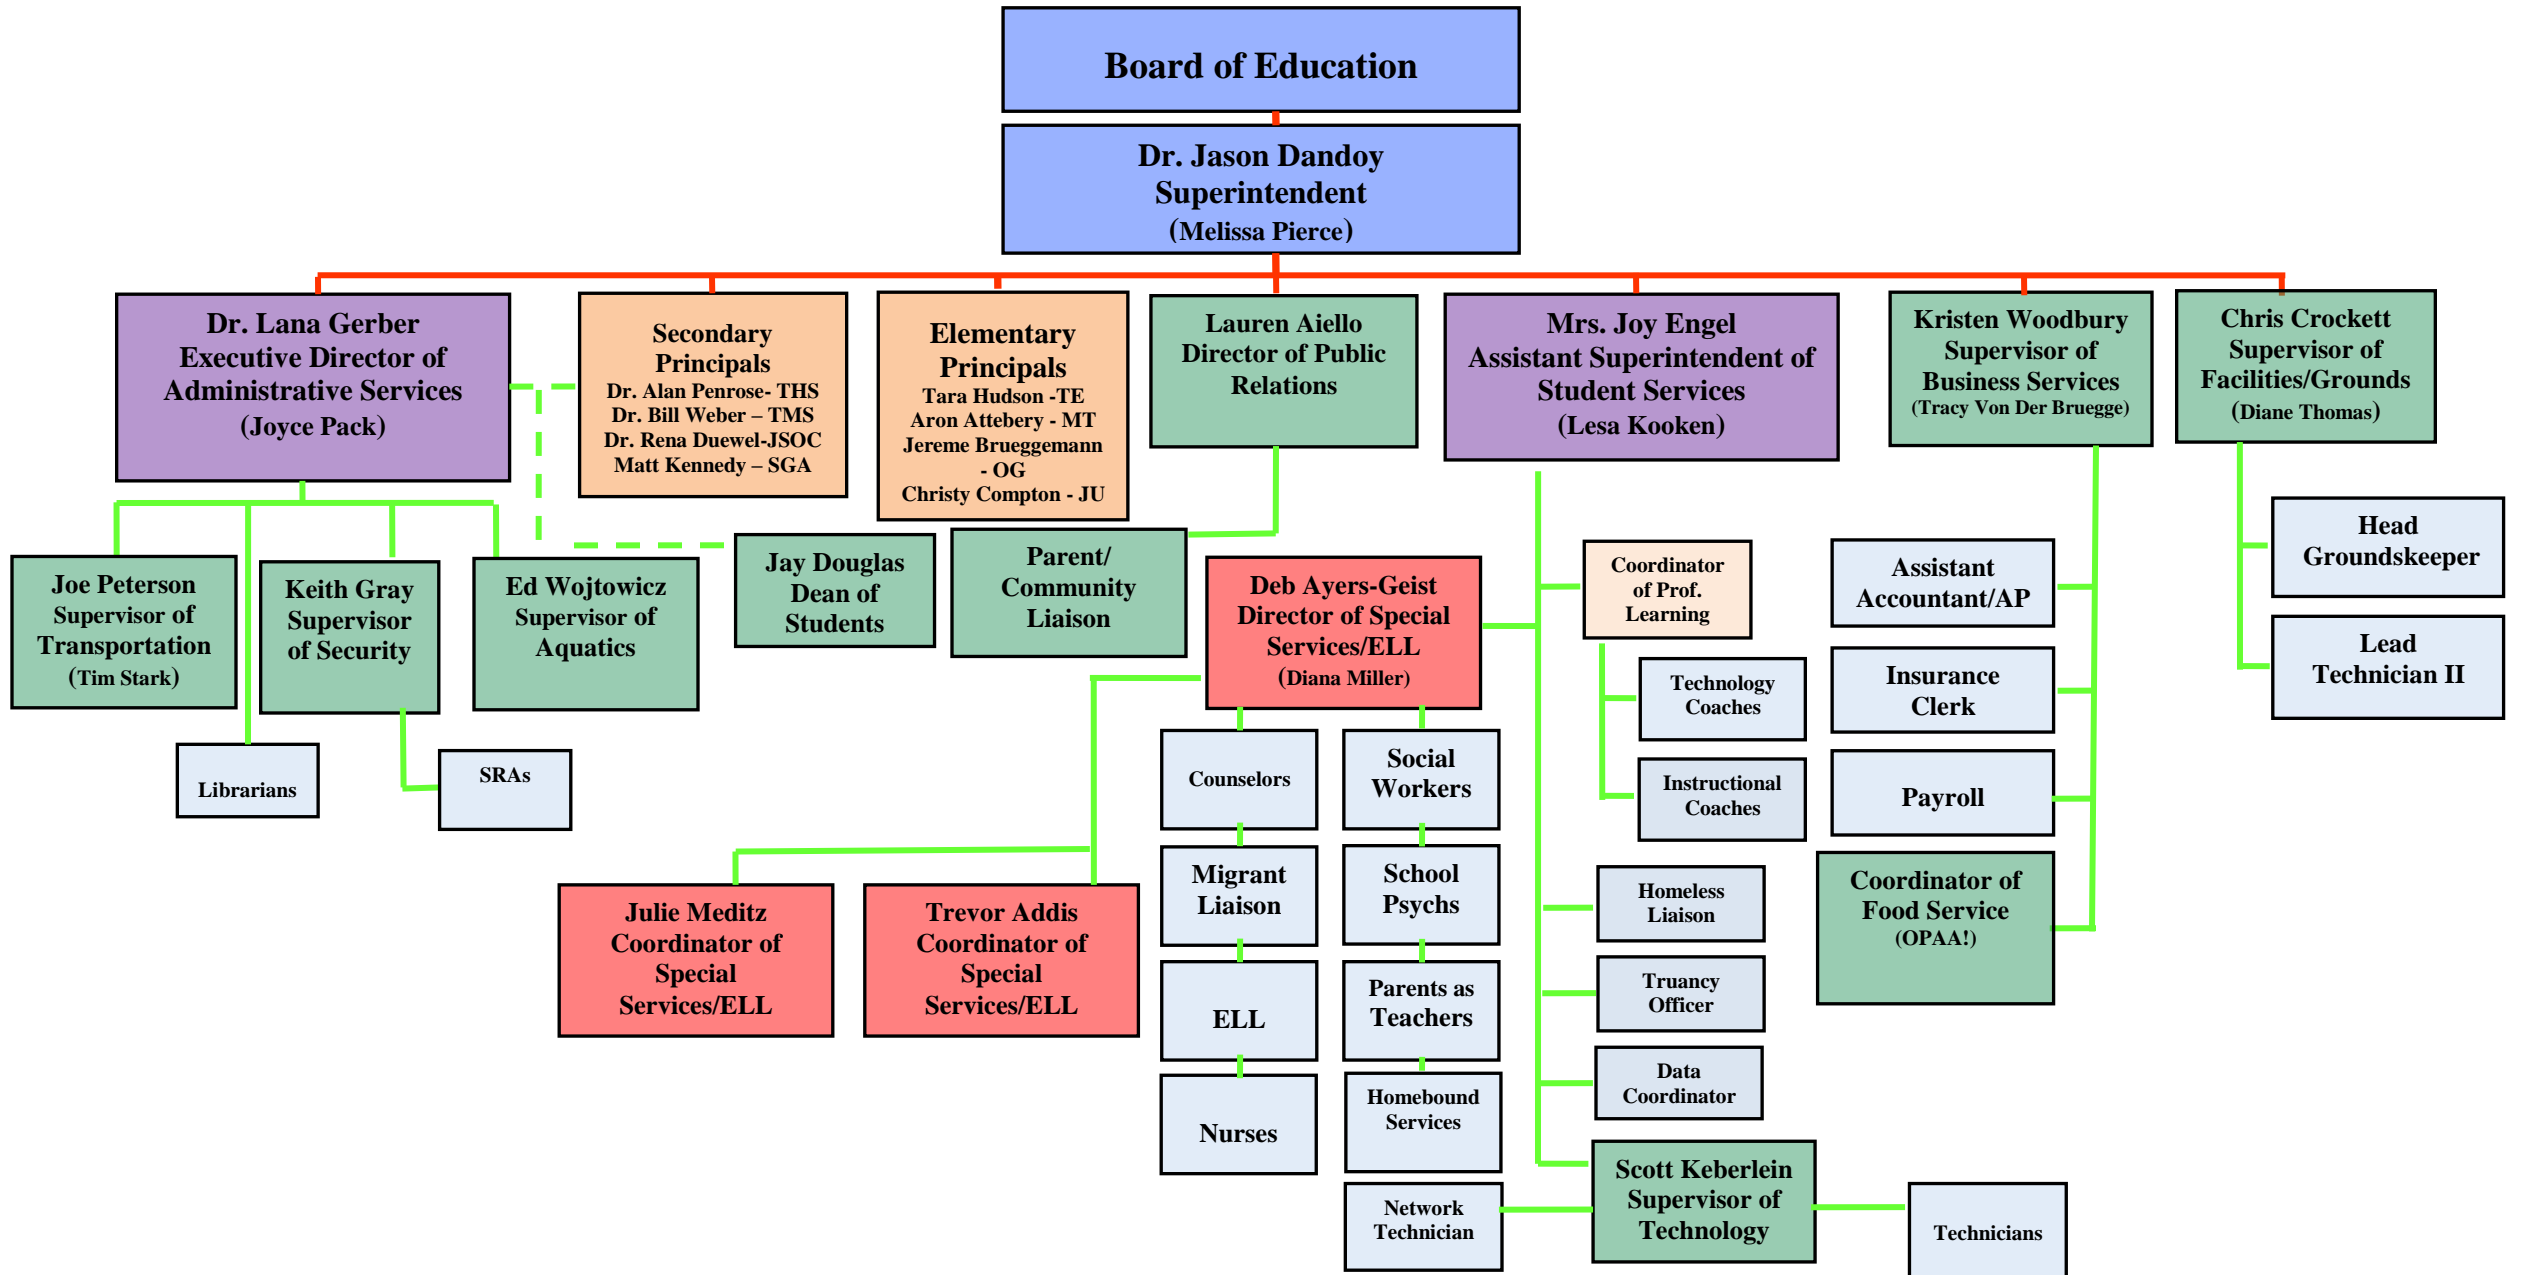 Board of Education
Dr. Jason Dandoy
Superintendent
(Melissa Pierce)
Dr. Lana Gerber
Executive Director of
Administrative Services
(Joyce Pack)
Secondary
Principals
Dr. Alan Penrose- THS
Dr. Bill Weber – TMS
Dr. Rena Duewel-JSOC
Matt Kennedy – SGA
Elementary
Principals
Tara Hudson -TE
Aron Attebery - MT
Jereme Brueggemann
- OG
Christy Compton - JU
Lauren Aiello
Director of Public
Relations
Mrs. Joy Engel
Assistant Superintendent of
Student Services
(Lesa Kooken)
Kristen Woodbury
Supervisor of
Business Services
(Tracy Von Der Bruegge)
Chris Crockett
Supervisor of
Facilities/Grounds
(Diane Thomas)
Joe Peterson
Supervisor of
Transportation
(Tim Stark)
Keith Gray
Supervisor
of Security
Ed Wojtowicz
Supervisor of
Aquatics
Jay Douglas
Dean of
Students
Parent/
Community
Liaison
Deb Ayers-Geist
Director of Special
Services/ELL
(Diana Miller)
Coordinator
of Prof.
Learning
Technology
Coaches
Instructional
Coaches
Assistant
Accountant/AP
Insurance
Clerk
Payroll
Coordinator of
Food Service
(OPAA!)
Head
Groundskeeper
Lead
Technician II
Librarians
SRAs
Counselors
Social
Workers
Migrant
Liaison
School
Psychs
Julie Meditz
Coordinator of
Special
Services/ELL
Trevor Addis
Coordinator of
Special
Services/ELL
ELL
Parents as
Teachers
Nurses
Homebound
Services
Homeless
Liaison
Truancy
Officer
Data
Coordinator
Scott Keberlein
Supervisor of
Technology
Network
Technician
Technicians